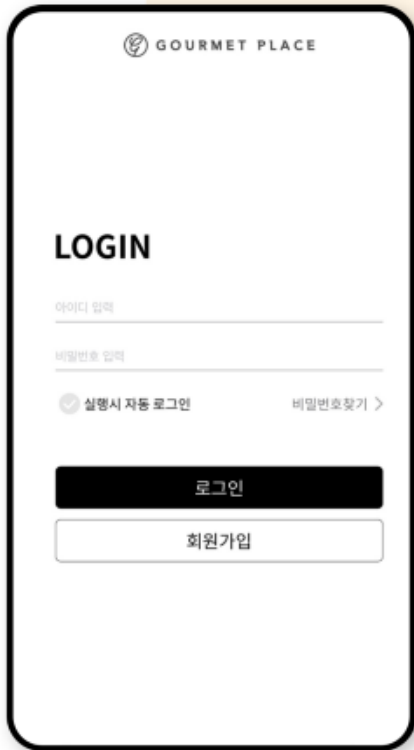 GOURMET PLACE
LOGIN
아이디 입력
비밀번호 입력
실행시 자동 로그인 비밀번호찾기 >
로그인
회원가입